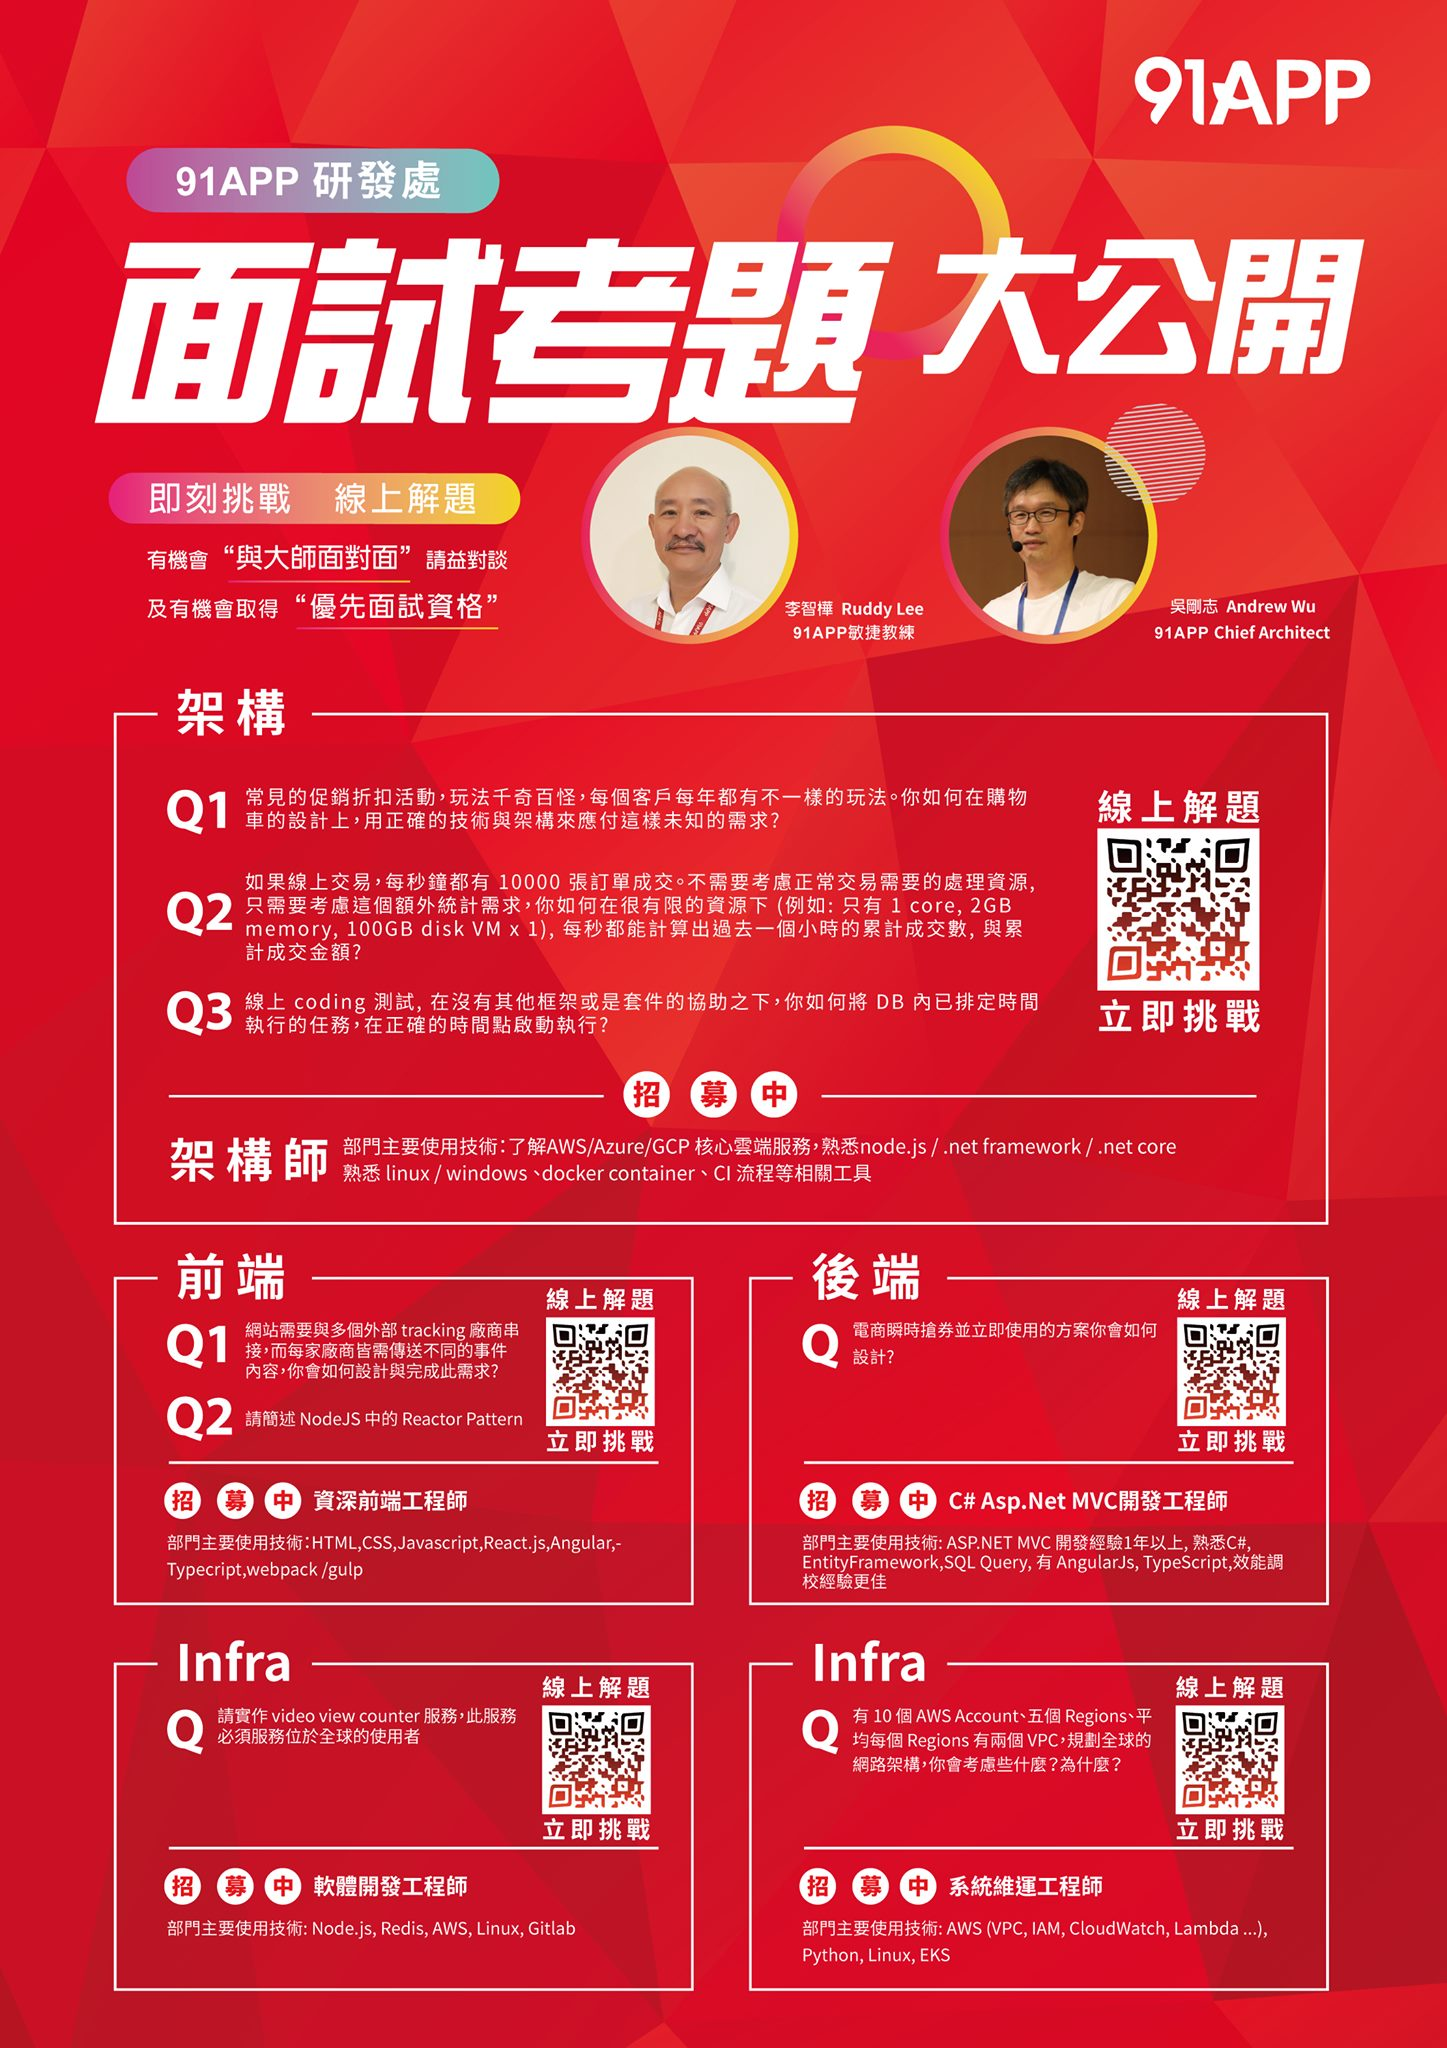 91APP
91APP 研發處
面試考題 大公開
即刻挑戰 線上解題
有機會 “與大師面對面” 請益對談
及有機會取得 “優先面試資格”
李智樺 Ruddy Lee
91APP敏捷教練
吳剛志 Andrew Wu
91APP Chief Architect
架構
Q1
常見的促銷折扣活動，玩法千奇百怪，每個客戶每年都有不一樣的玩法。你如何在購物
車的設計上，用正確的技術與架構來應付這樣未知的需求?
Q2
如果線上交易，每秒鐘都有 10000 張訂單成交。不需要考慮正常交易需要的處理資源,
只需要考慮這個額外統計需求，你如何在很有限的資源下 (例如: 只有 1 core, 2GB
memory, 100GB disk VM x 1), 每秒都能計算出過去一個小時的累計成交數, 與累
計成交金額?
Q3
線上 coding 測試, 在沒有其他框架或是套件的協助之下，你如何將 DB 內已排定時間
執行的任務，在正確的時間點啟動執行?
線上解題
立即挑戰
招 募 中
架構師
部門主要使用技術：了解AWS/Azure/GCP 核心雲端服務，熟悉node.js / .net framework / .net core
熟悉 linux / windows 、docker container、CI 流程等相關工具
前端
Q1
網站需要與多個外部 tracking 廠商串
接，而每家廠商皆需傳送不同的事件
內容，你會如何設計與完成此需求?
Q2
請簡述 NodeJS 中的 Reactor Pattern
線上解題
立即挑戰
招 募 中 資深前端工程師
部門主要使用技術：HTML,CSS,Javascript,React.js,Angular,-
Typecript,webpack /gulp
後端
Q
電商瞬時搶券並立即使用的方案你會如何
設計?
線上解題
立即挑戰
招 募 中 C# Asp.Net MVC開發工程師
部門主要使用技術: ASP.NET MVC 開發經驗1年以上, 熟悉C#,
EntityFramework,SQL Query, 有 AngularJs, TypeScript,效能調
校經驗更佳
Infra
Q
請實作 video view counter 服務，此服務
必須服務位於全球的使用者
線上解題
立即挑戰
招 募 中 軟體開發工程師
部門主要使用技術: Node.js, Redis, AWS, Linux, Gitlab
Infra
Q
有 10 個 AWS Account、五個 Regions、平
均每個 Regions 有兩個 VPC，規劃全球的
網路架構，你會考慮些什麼？為什麼？
線上解題
立即挑戰
招 募 中 系統維運工程師
部門主要使用技術: AWS (VPC, IAM, CloudWatch, Lambda ...),
Python, Linux, EKS